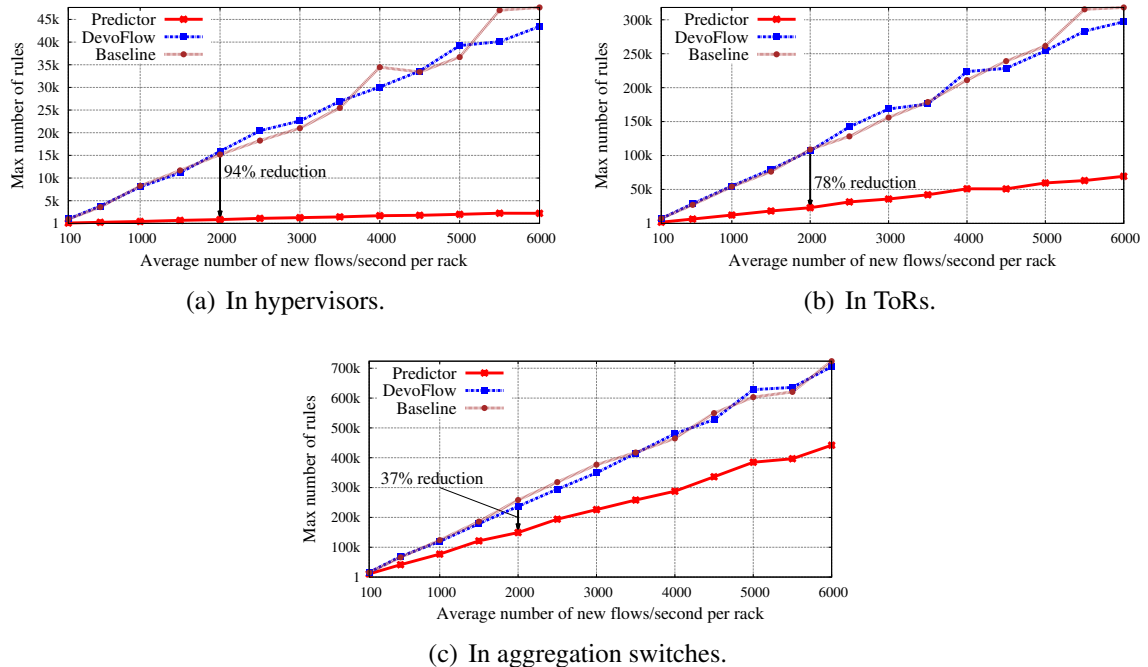 45k
40k
35k
30k
25k
20k
15k
10k
5k
1
Max number of rules
Predictor
DevoFlow
Baseline
94% reduction
100 1000 2000 3000 4000 5000 6000
Average number of new flows/second per rack
(a) In hypervisors.
300k
250k
200k
150k
100k
50k
1
Max number of rules
Predictor
DevoFlow
Baseline
78% reduction
100 1000 2000 3000 4000 5000 6000
Average number of new flows/second per rack
(b) In ToRs.
700k
600k
500k
400k
300k
200k
100k
1
Max number of rules
Predictor
DevoFlow
Baseline
37% reduction
100 1000 2000 3000 4000 5000 6000
Average number of new flows/second per rack
(c) In aggregation switches.